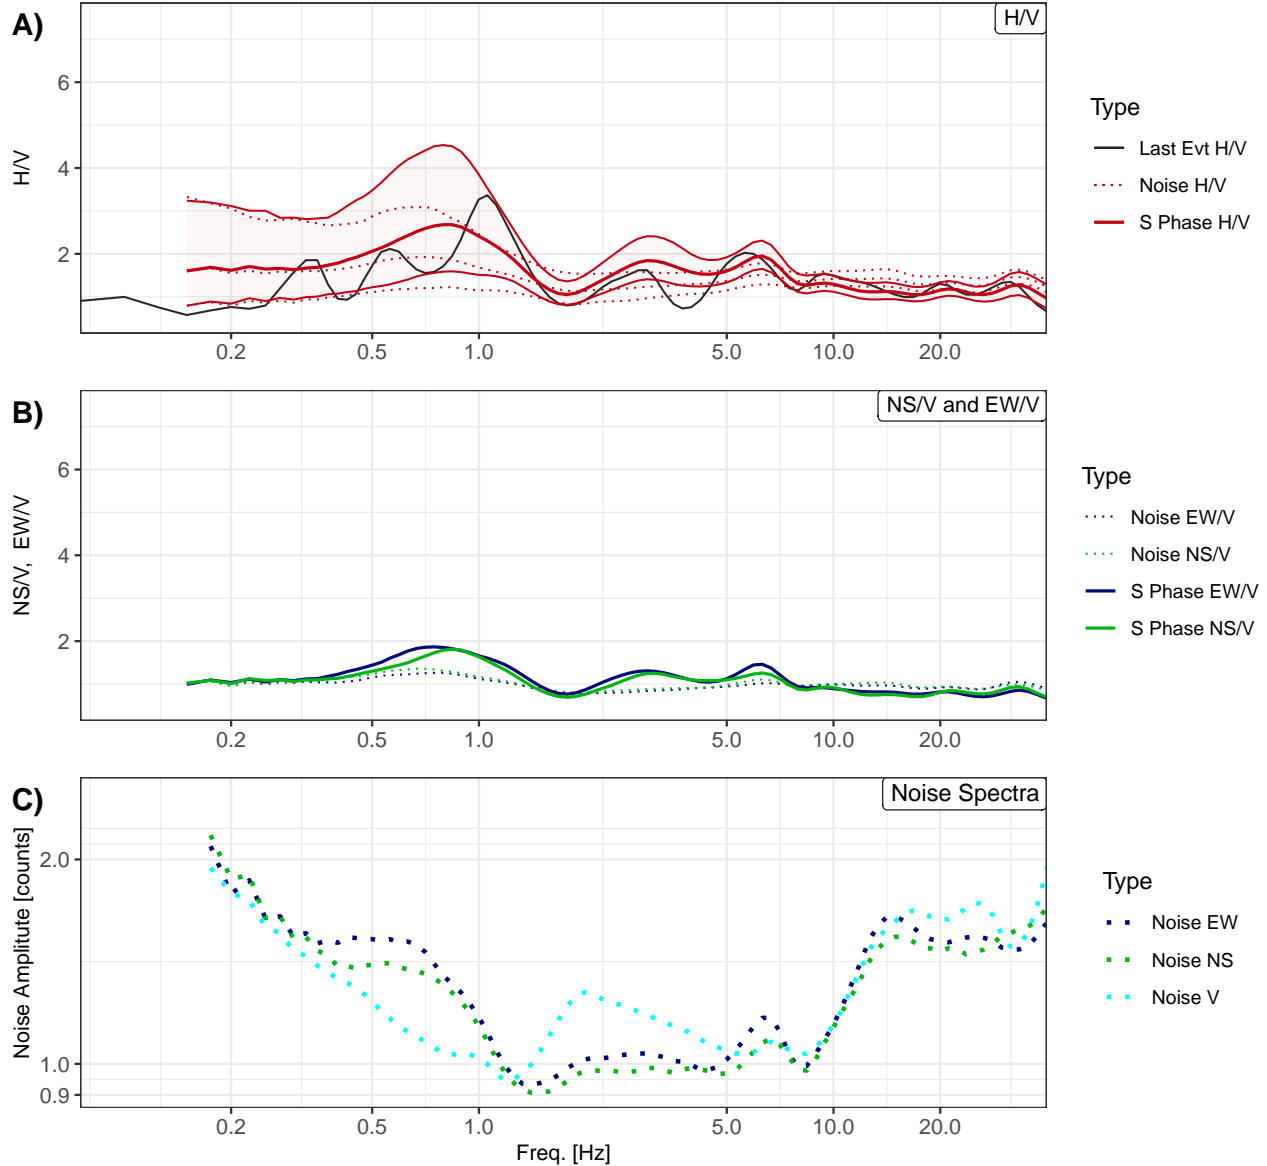 A)
H/V
H/V
6
4
2
0.2 0.5 1.0 5.0 10.0 20.0
Type
Last Evt H/V
Noise H/V
S Phase H/V
B)
NS/V and EW/V
NS/V, EW/V
6
4
2
0.2 0.5 1.0 5.0 10.0 20.0
Type
Noise EW/V
Noise NS/V
S Phase EW/V
S Phase NS/V
C)
Noise Spectra
Noise Amplitute [counts]
2.0
1.0
0.9
0.2 0.5 1.0 5.0 10.0 20.0
Freq. [Hz]
Type
Noise EW
Noise NS
Noise V